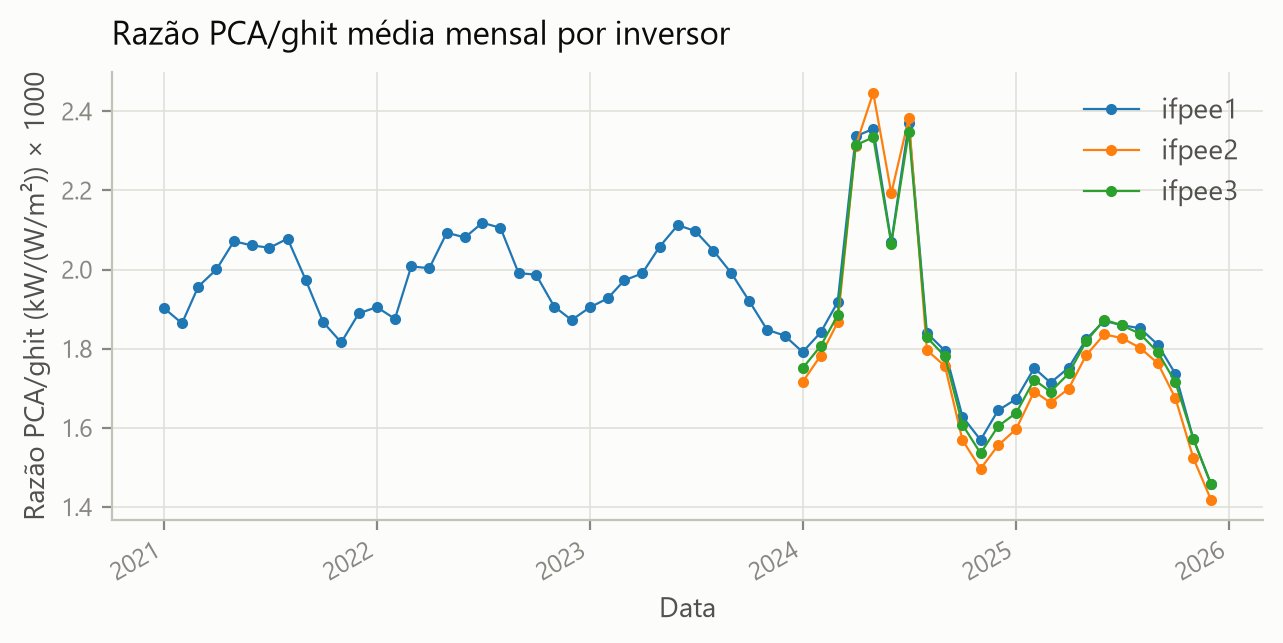 Razão PCA/ghit média mensal por inversor
Razão PCA/ghit (kW/(W/m²)) × 1000
2.4
2.2
2.0
1.8
1.6
1.4
ifpee1
ifpee2
ifpee3
2021
2022
2023
2024
2025
2026
Data